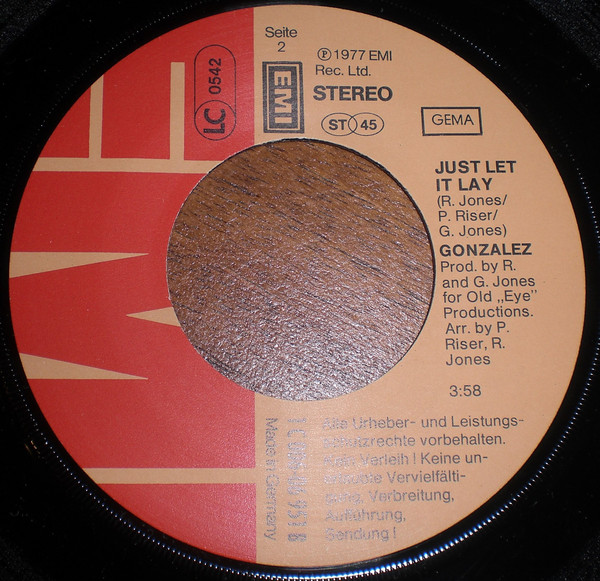 Seite
2
℗ 1977 EMI
Rec. Ltd.
LC 0542
EMI
STEREO
ST 45
GEMA
JUST LET
IT LAY
(R. Jones/
P. Riser/
G. Jones)
GONZALEZ
Prod. by R.
and G. Jones
for Old „Eye”
Productions.
Arr. by P.
Riser, R.
Jones
3:58
Urheber- und Leistungs-
vorbehalten.
Verleih! Keine un-
Vervielfälti-
Verbreitung,
Aufführung,
Sendung!
Made in Germany